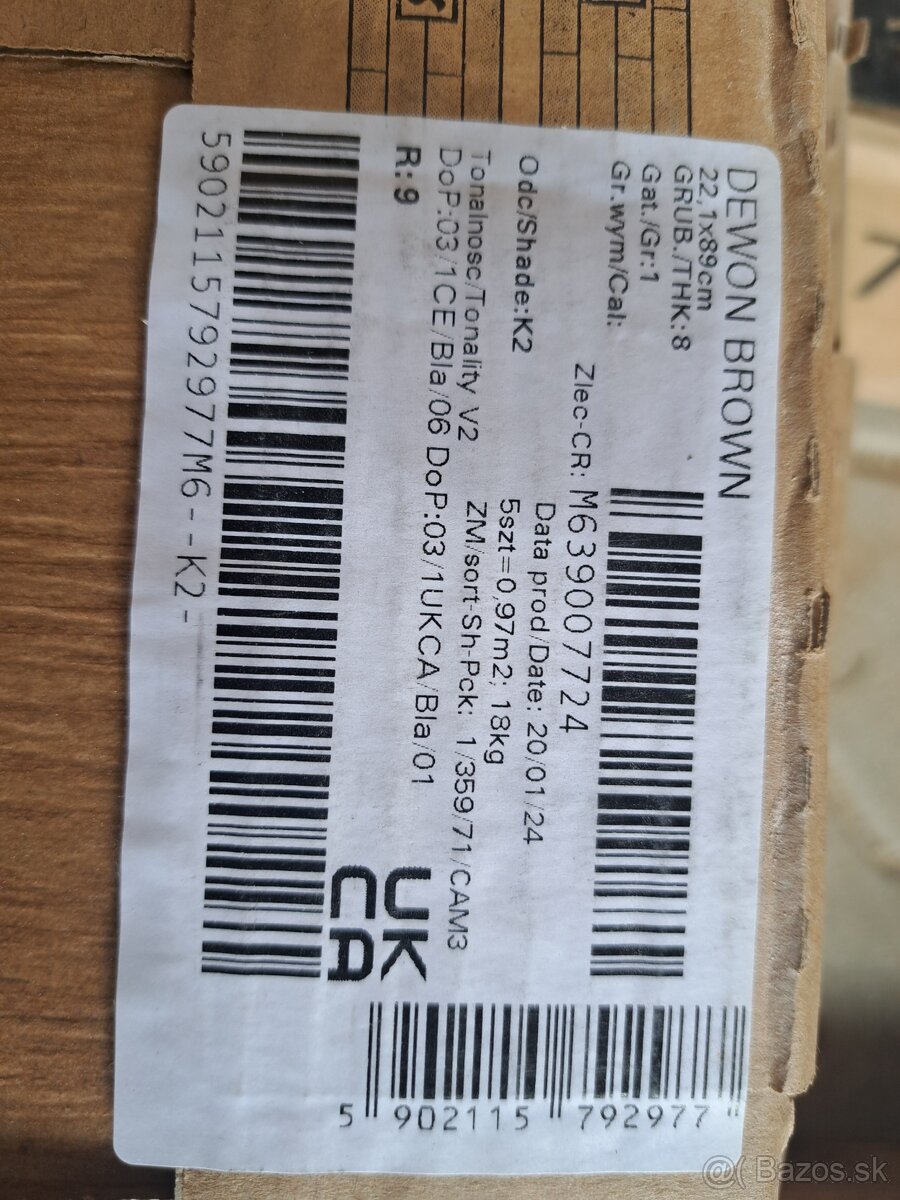 DEWON BROWN
22,1x89cm
GRUB./THK:8
Gat./Gr:1
Gr.wym/Cal:
Zlec-CR: M639007724
Data prod/Date: 20/01/24
Odc/Shade:K2
5szt=0,97m2; 18kg
Tonalnosc/Tonality V2
ZM/sort-Sh-Pck: 1/359/71/CAM3
DoP:03/1CE/BIa/06 DoP:03/1UKCA/BIa/01
R:9
UK
CA
5902115792977M6--K2-
5 902115 792977
@( Bazos.sk